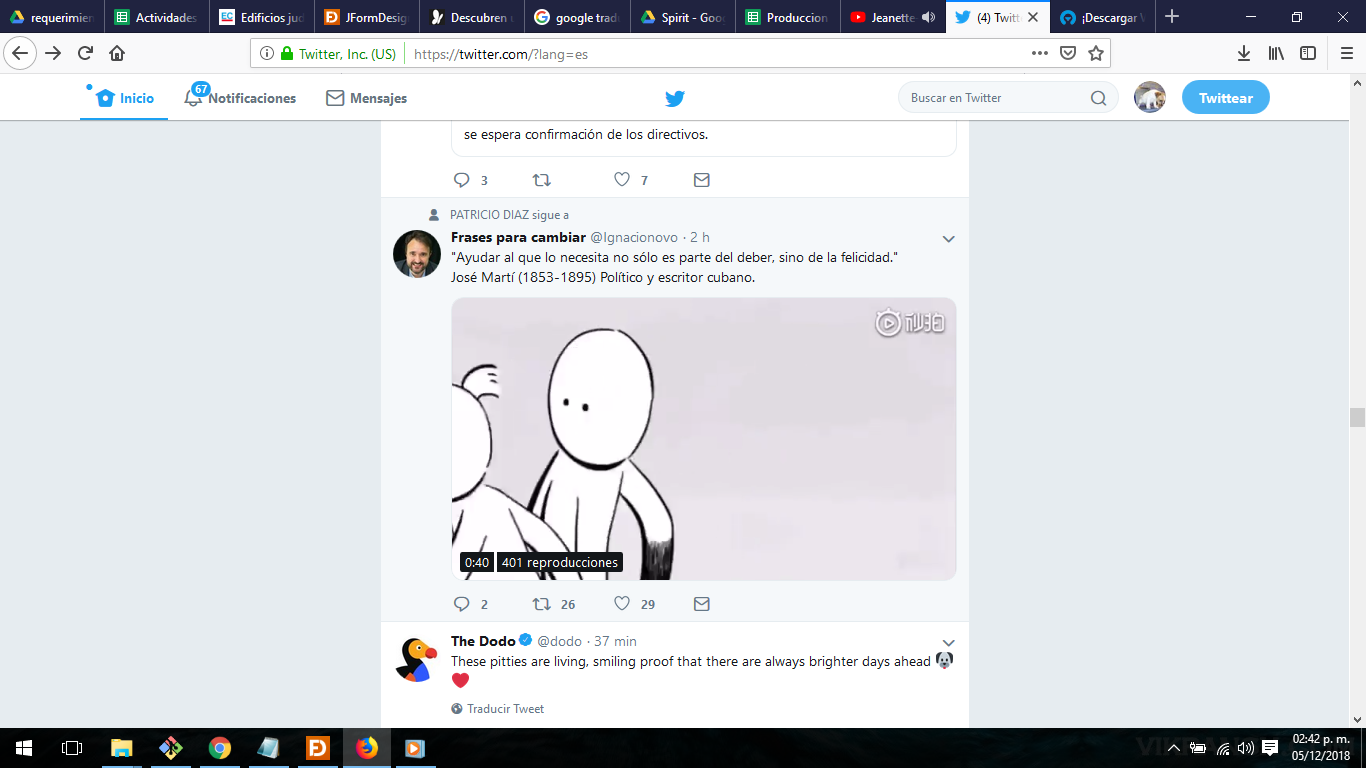 requerimien
Actividades
Edificios jud
JFormDesig
Descubren u
google tradu
Spirit - Goo
Produccion
Jeanette
(4) Twitt
¡Descargar V
Twitter, Inc. (US)
https://twitter.com/?lang=es
Inicio
67
Notificaciones
Mensajes
Buscar en Twitter
Twittear
se espera confirmación de los directivos.
3
7
PATRICIO DIAZ sigue a
Frases para cambiar @Ignacionovo · 2 h
"Ayudar al que lo necesita no sólo es parte del deber, sino de la felicidad."
José Martí (1853-1895) Político y escritor cubano.
秒拍
0:40 401 reproducciones
2 26 29
The Dodo @dodo · 37 min
These pitties are living, smiling proof that there are always brighter days ahead
Traducir Tweet
02:42 p. m.
05/12/2018